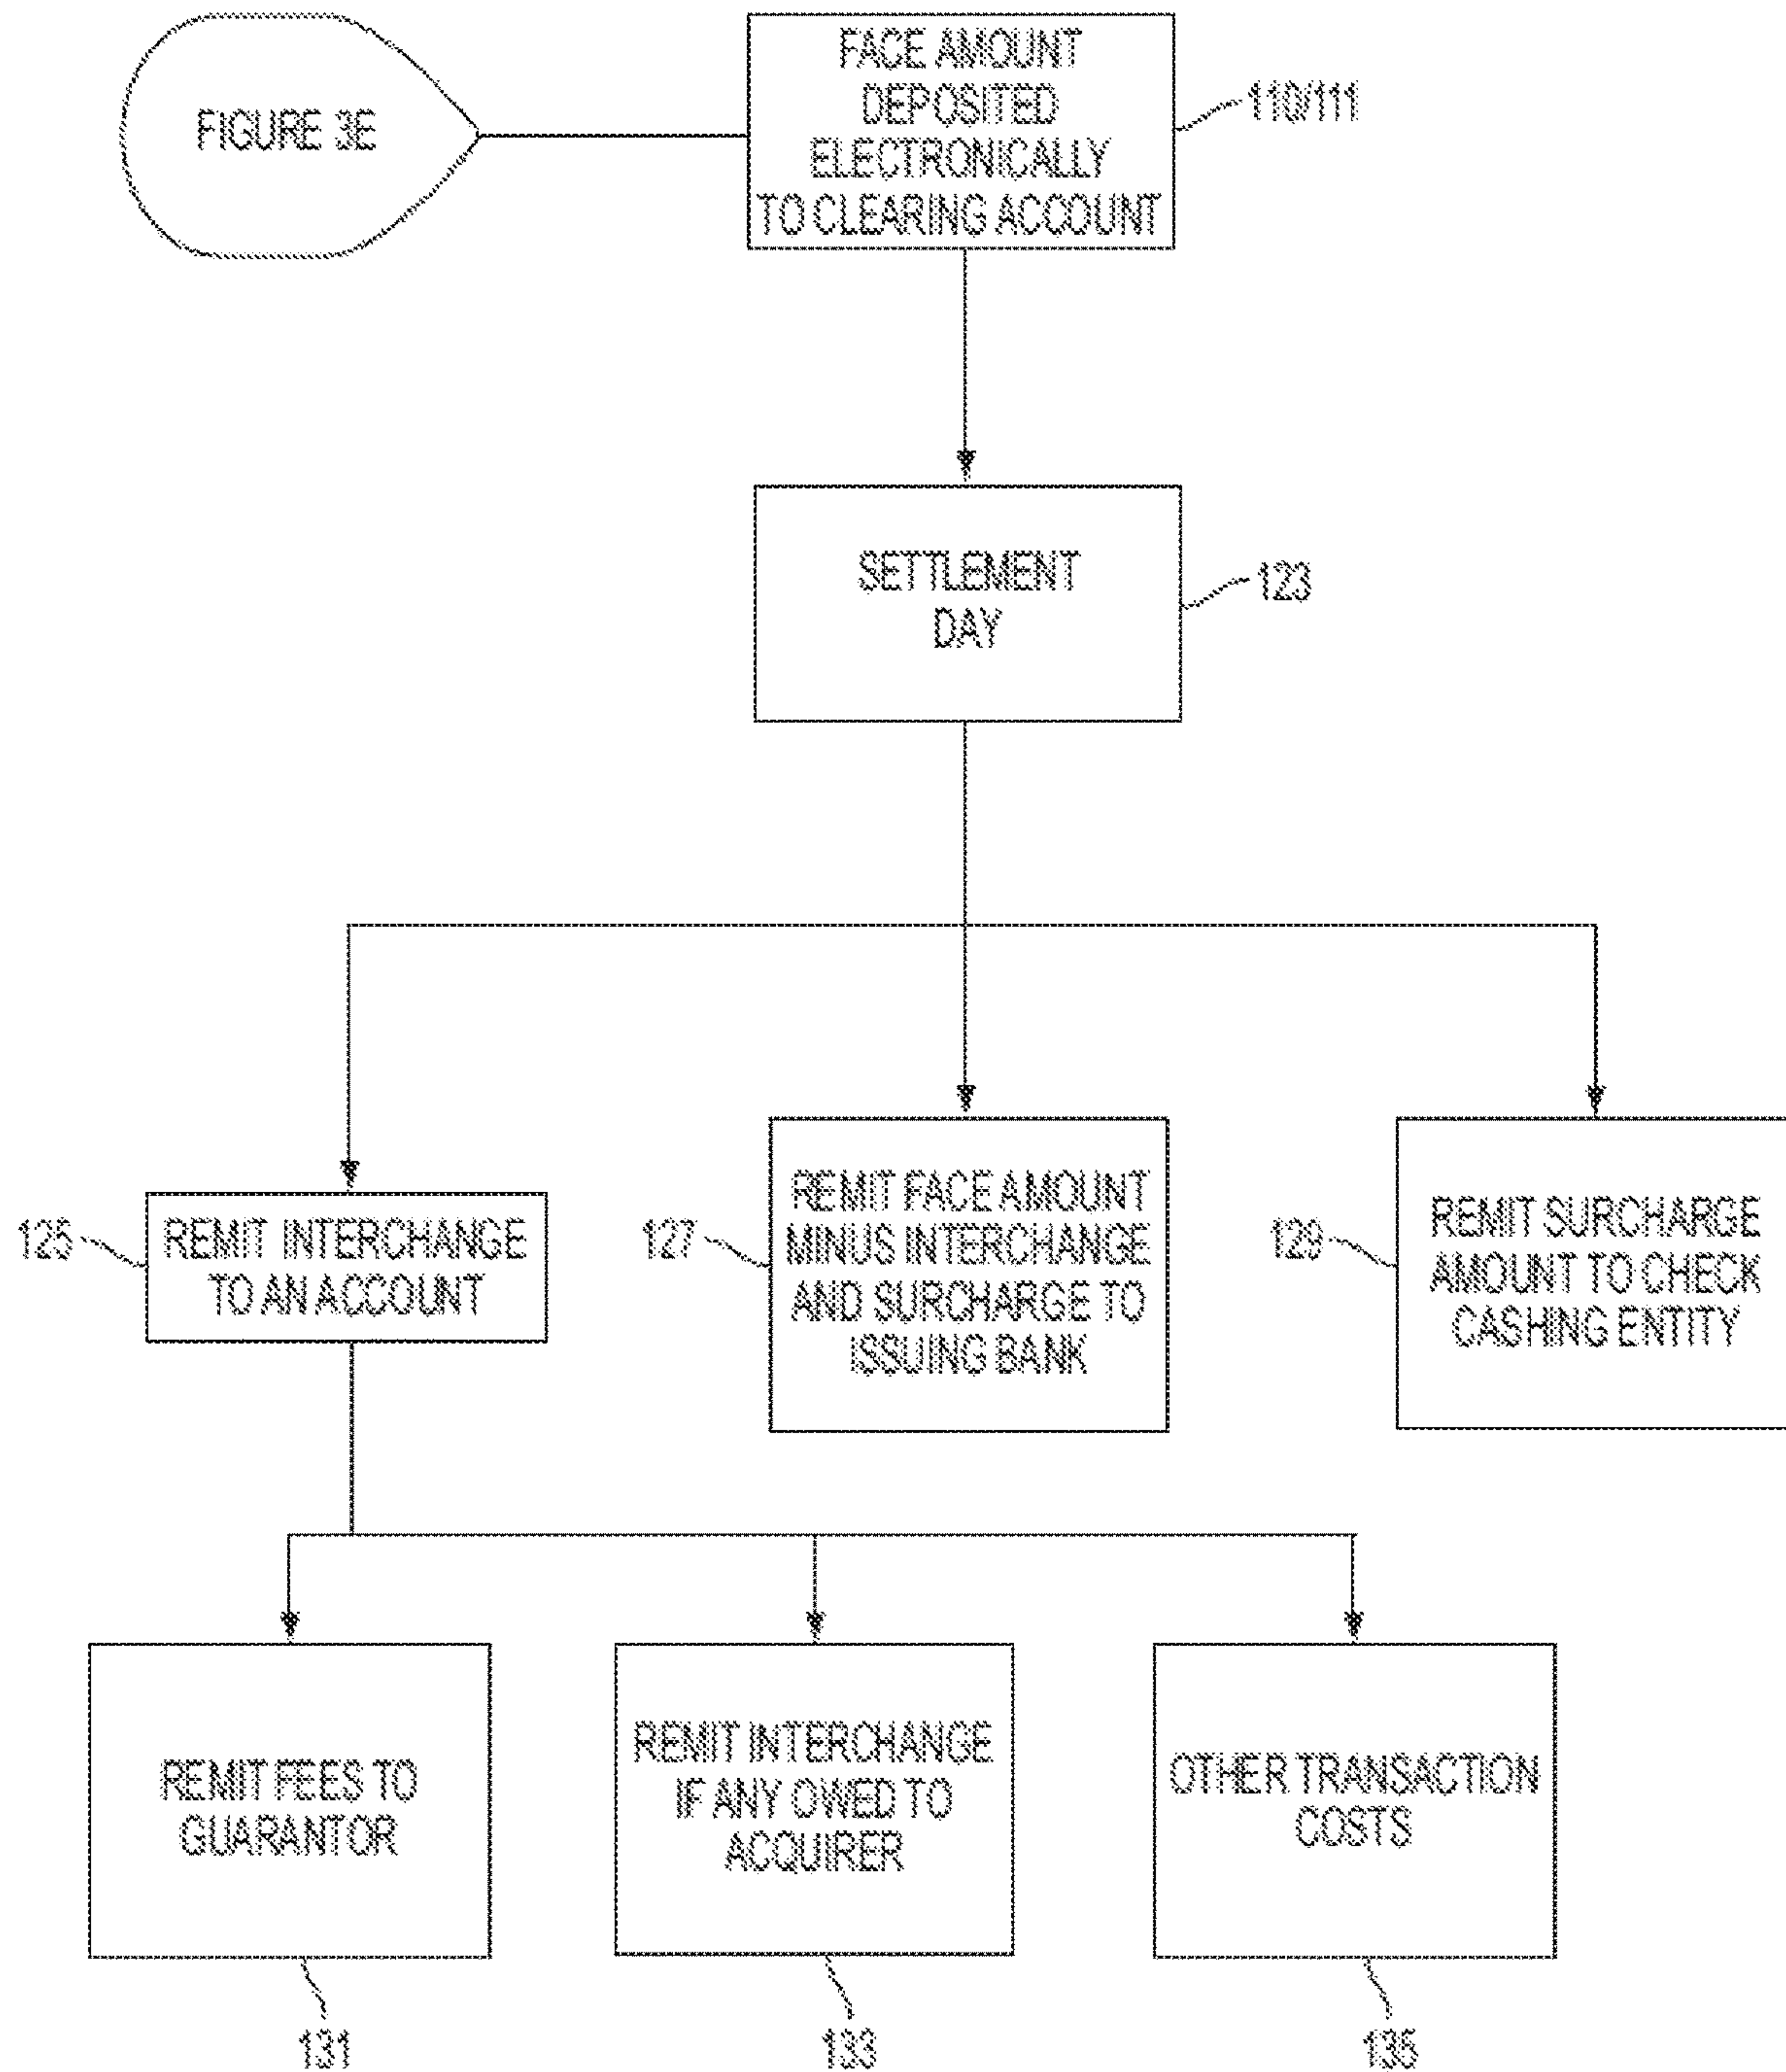 FIGURE 3E
FACE AMOUNT
DEPOSITED
ELECTRONICALLY
TO CLEARING ACCOUNT
110/111
SETTLEMENT
DAY
123
125
REMIT INTERCHANGE
TO AN ACCOUNT
127
REMIT FACE AMOUNT
MINUS INTERCHANGE
AND SURCHARGE TO
ISSUING BANK
129
REMIT SURCHARGE
AMOUNT TO CHECK
CASHING ENTITY
REMIT FEES TO
GUARANTOR
REMIT INTERCHANGE
IF ANY OWED TO
ACQUIRER
OTHER TRANSACTION
COSTS
131
133
135